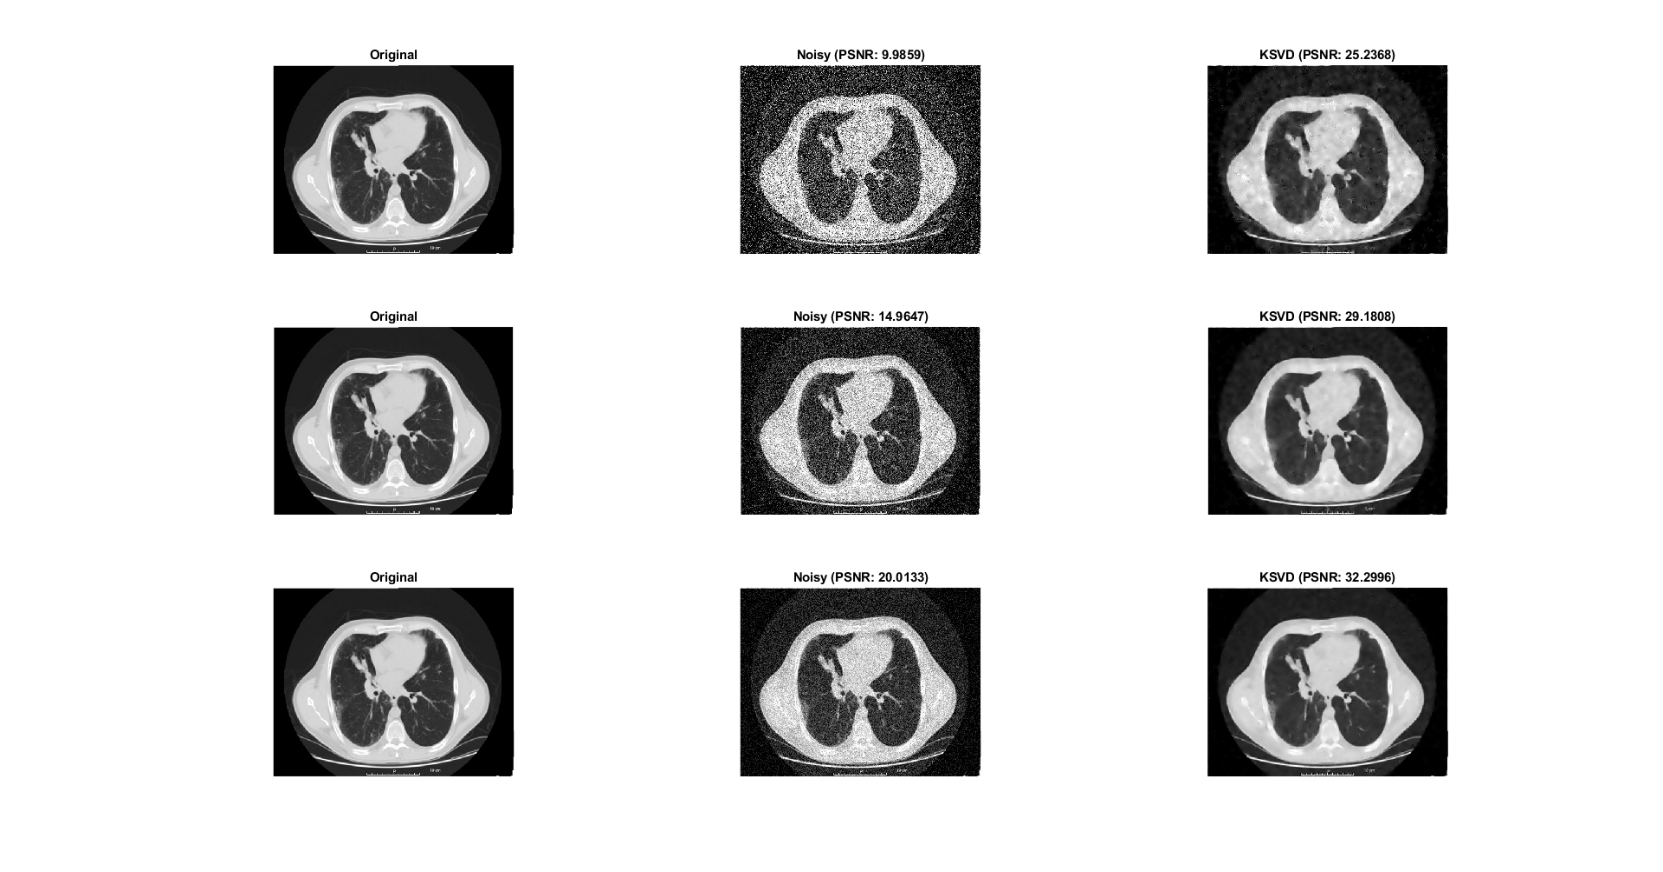 Original
Noisy (PSNR: 9.9859)
KSVD (PSNR: 25.2368)
Original
Noisy (PSNR: 14.9647)
KSVD (PSNR: 29.1808)
Original
Noisy (PSNR: 20.0133)
KSVD (PSNR: 32.2996)